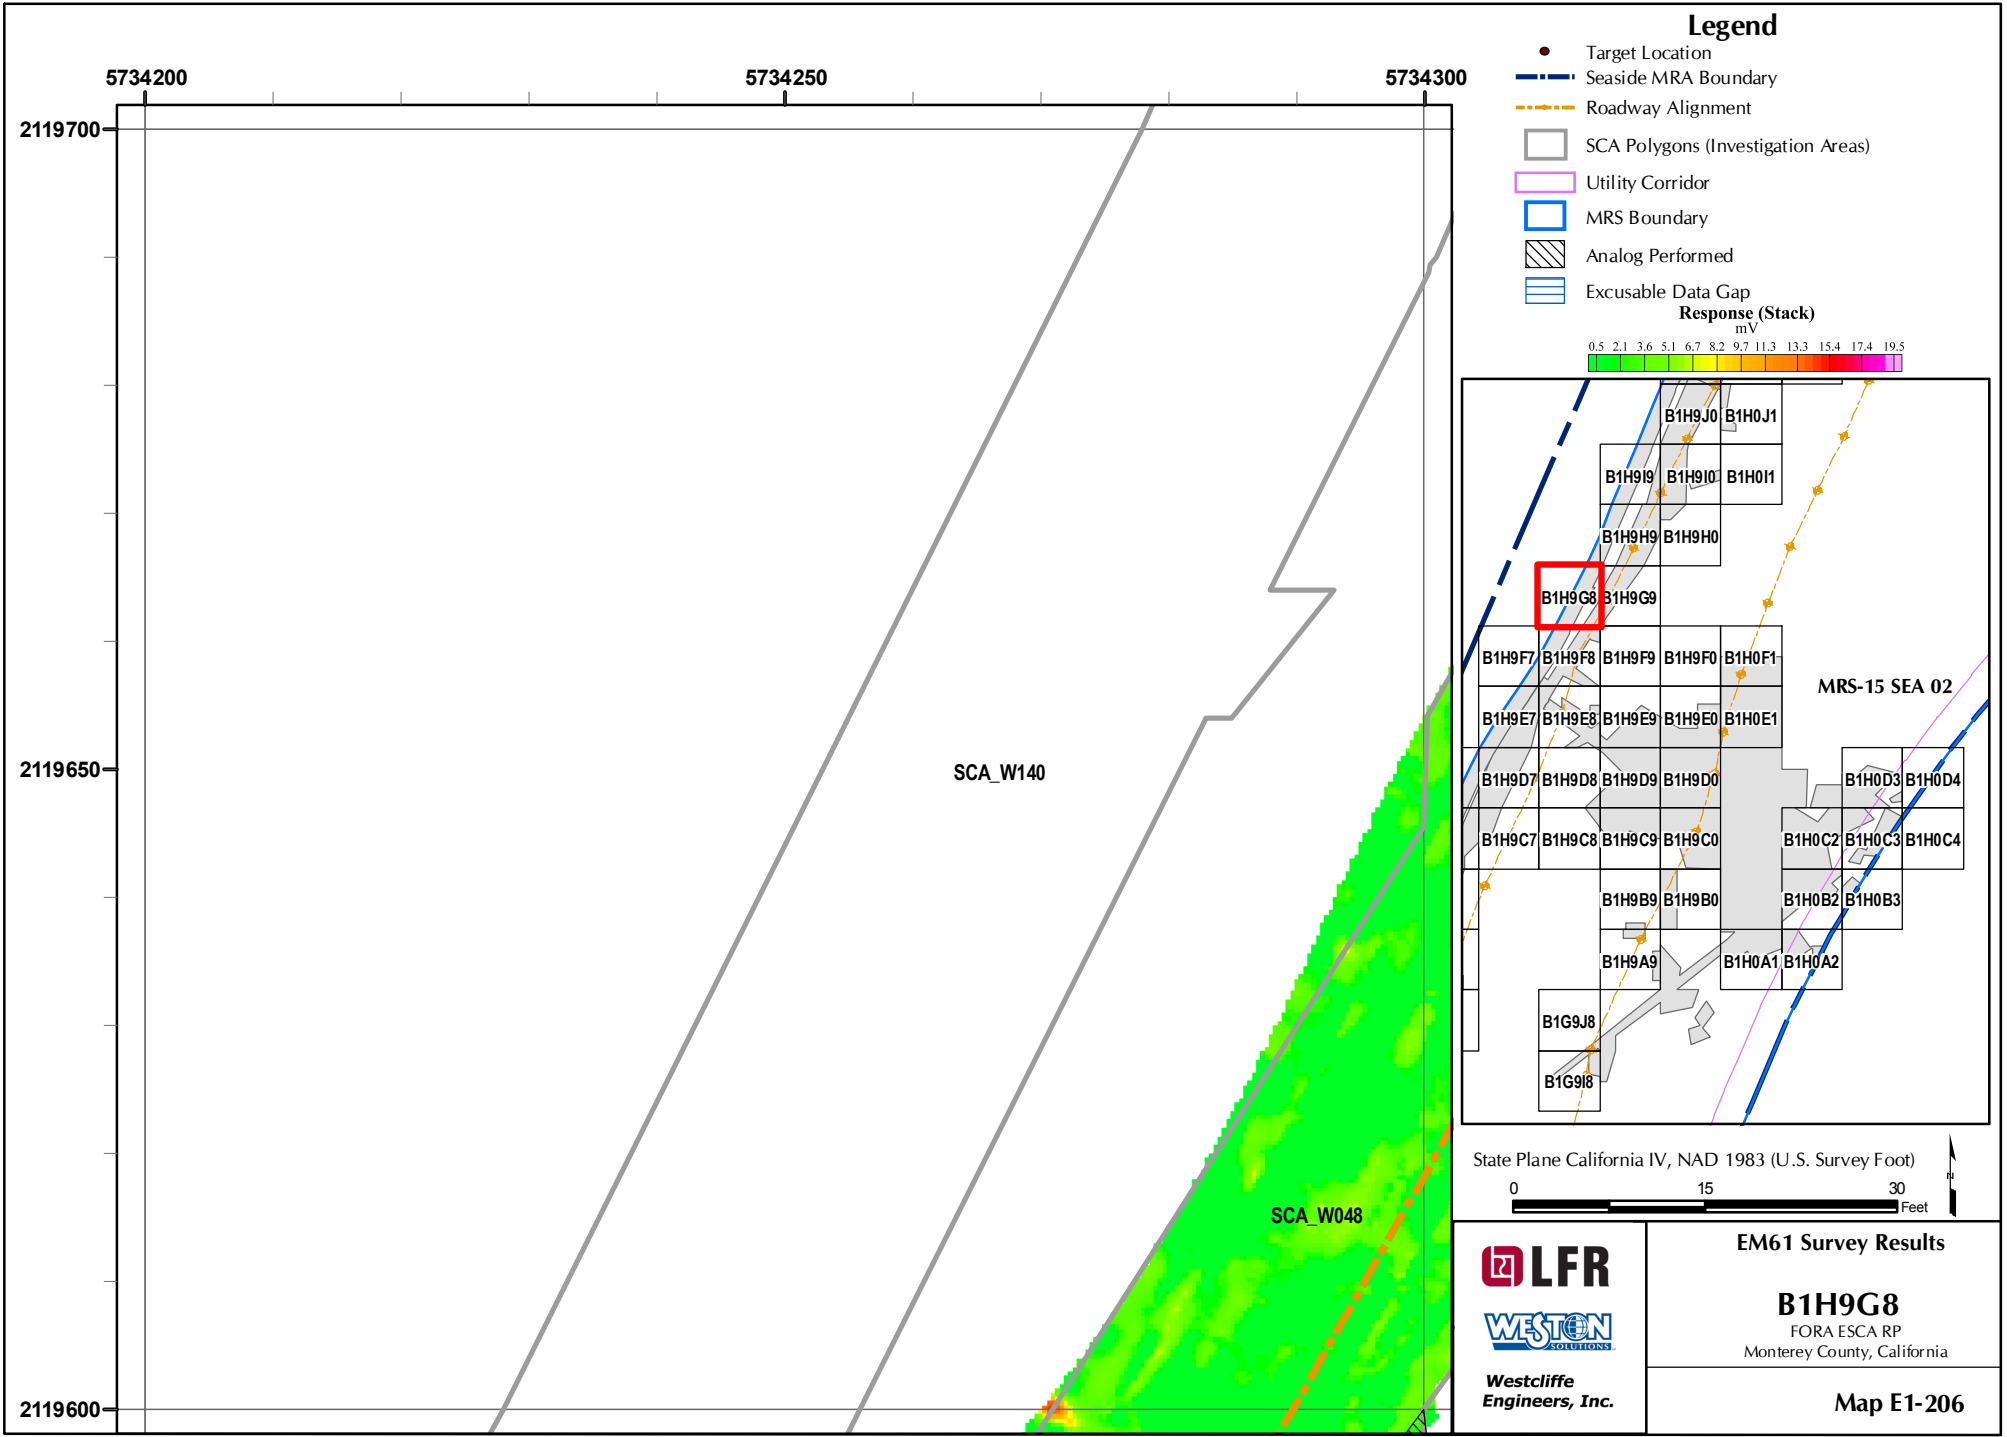 5734200
5734250
5734300
2119700
2119650
2119600
SCA_W140
SCA_W048
Legend
Target Location
Seaside MRA Boundary
Roadway Alignment
SCA Polygons (Investigation Areas)
Utility Corridor
MRS Boundary
Analog Performed
Excusable Data Gap
Response (Stack)
mV
0.5 2.1 3.6 5.1 6.7 8.2 9.7 11.3 13.3 15.4 17.4 19.5
B1H9J0 B1H0J1
B1H9I9 B1H9I0 B1H0I1
B1H9H9 B1H9H0
B1H9G8 B1H9G9
B1H9F7 B1H9F8 B1H9F9 B1H9F0 B1H0F1
MRS-15 SEA 02
B1H9E7 B1H9E8 B1H9E9 B1H9E0 B1H0E1
B1H9D7 B1H9D8 B1H9D9 B1H9D0 B1H0D3 B1H0D4
B1H9C7 B1H9C8 B1H9C9 B1H9C0 B1H0C2 B1H0C3 B1H0C4
B1H9B9 B1H9B0 B1H0B2 B1H0B3
B1H9A9 B1H0A1 B1H0A2
B1G9J8
B1G9I8
State Plane California IV, NAD 1983 (U.S. Survey Foot)
0 15 30
Feet
N
LFR
WESTON
SOLUTIONS
Westcliffe
Engineers, Inc.
EM61 Survey Results
B1H9G8
FORA ESCA RP
Monterey County, California
Map E1-206